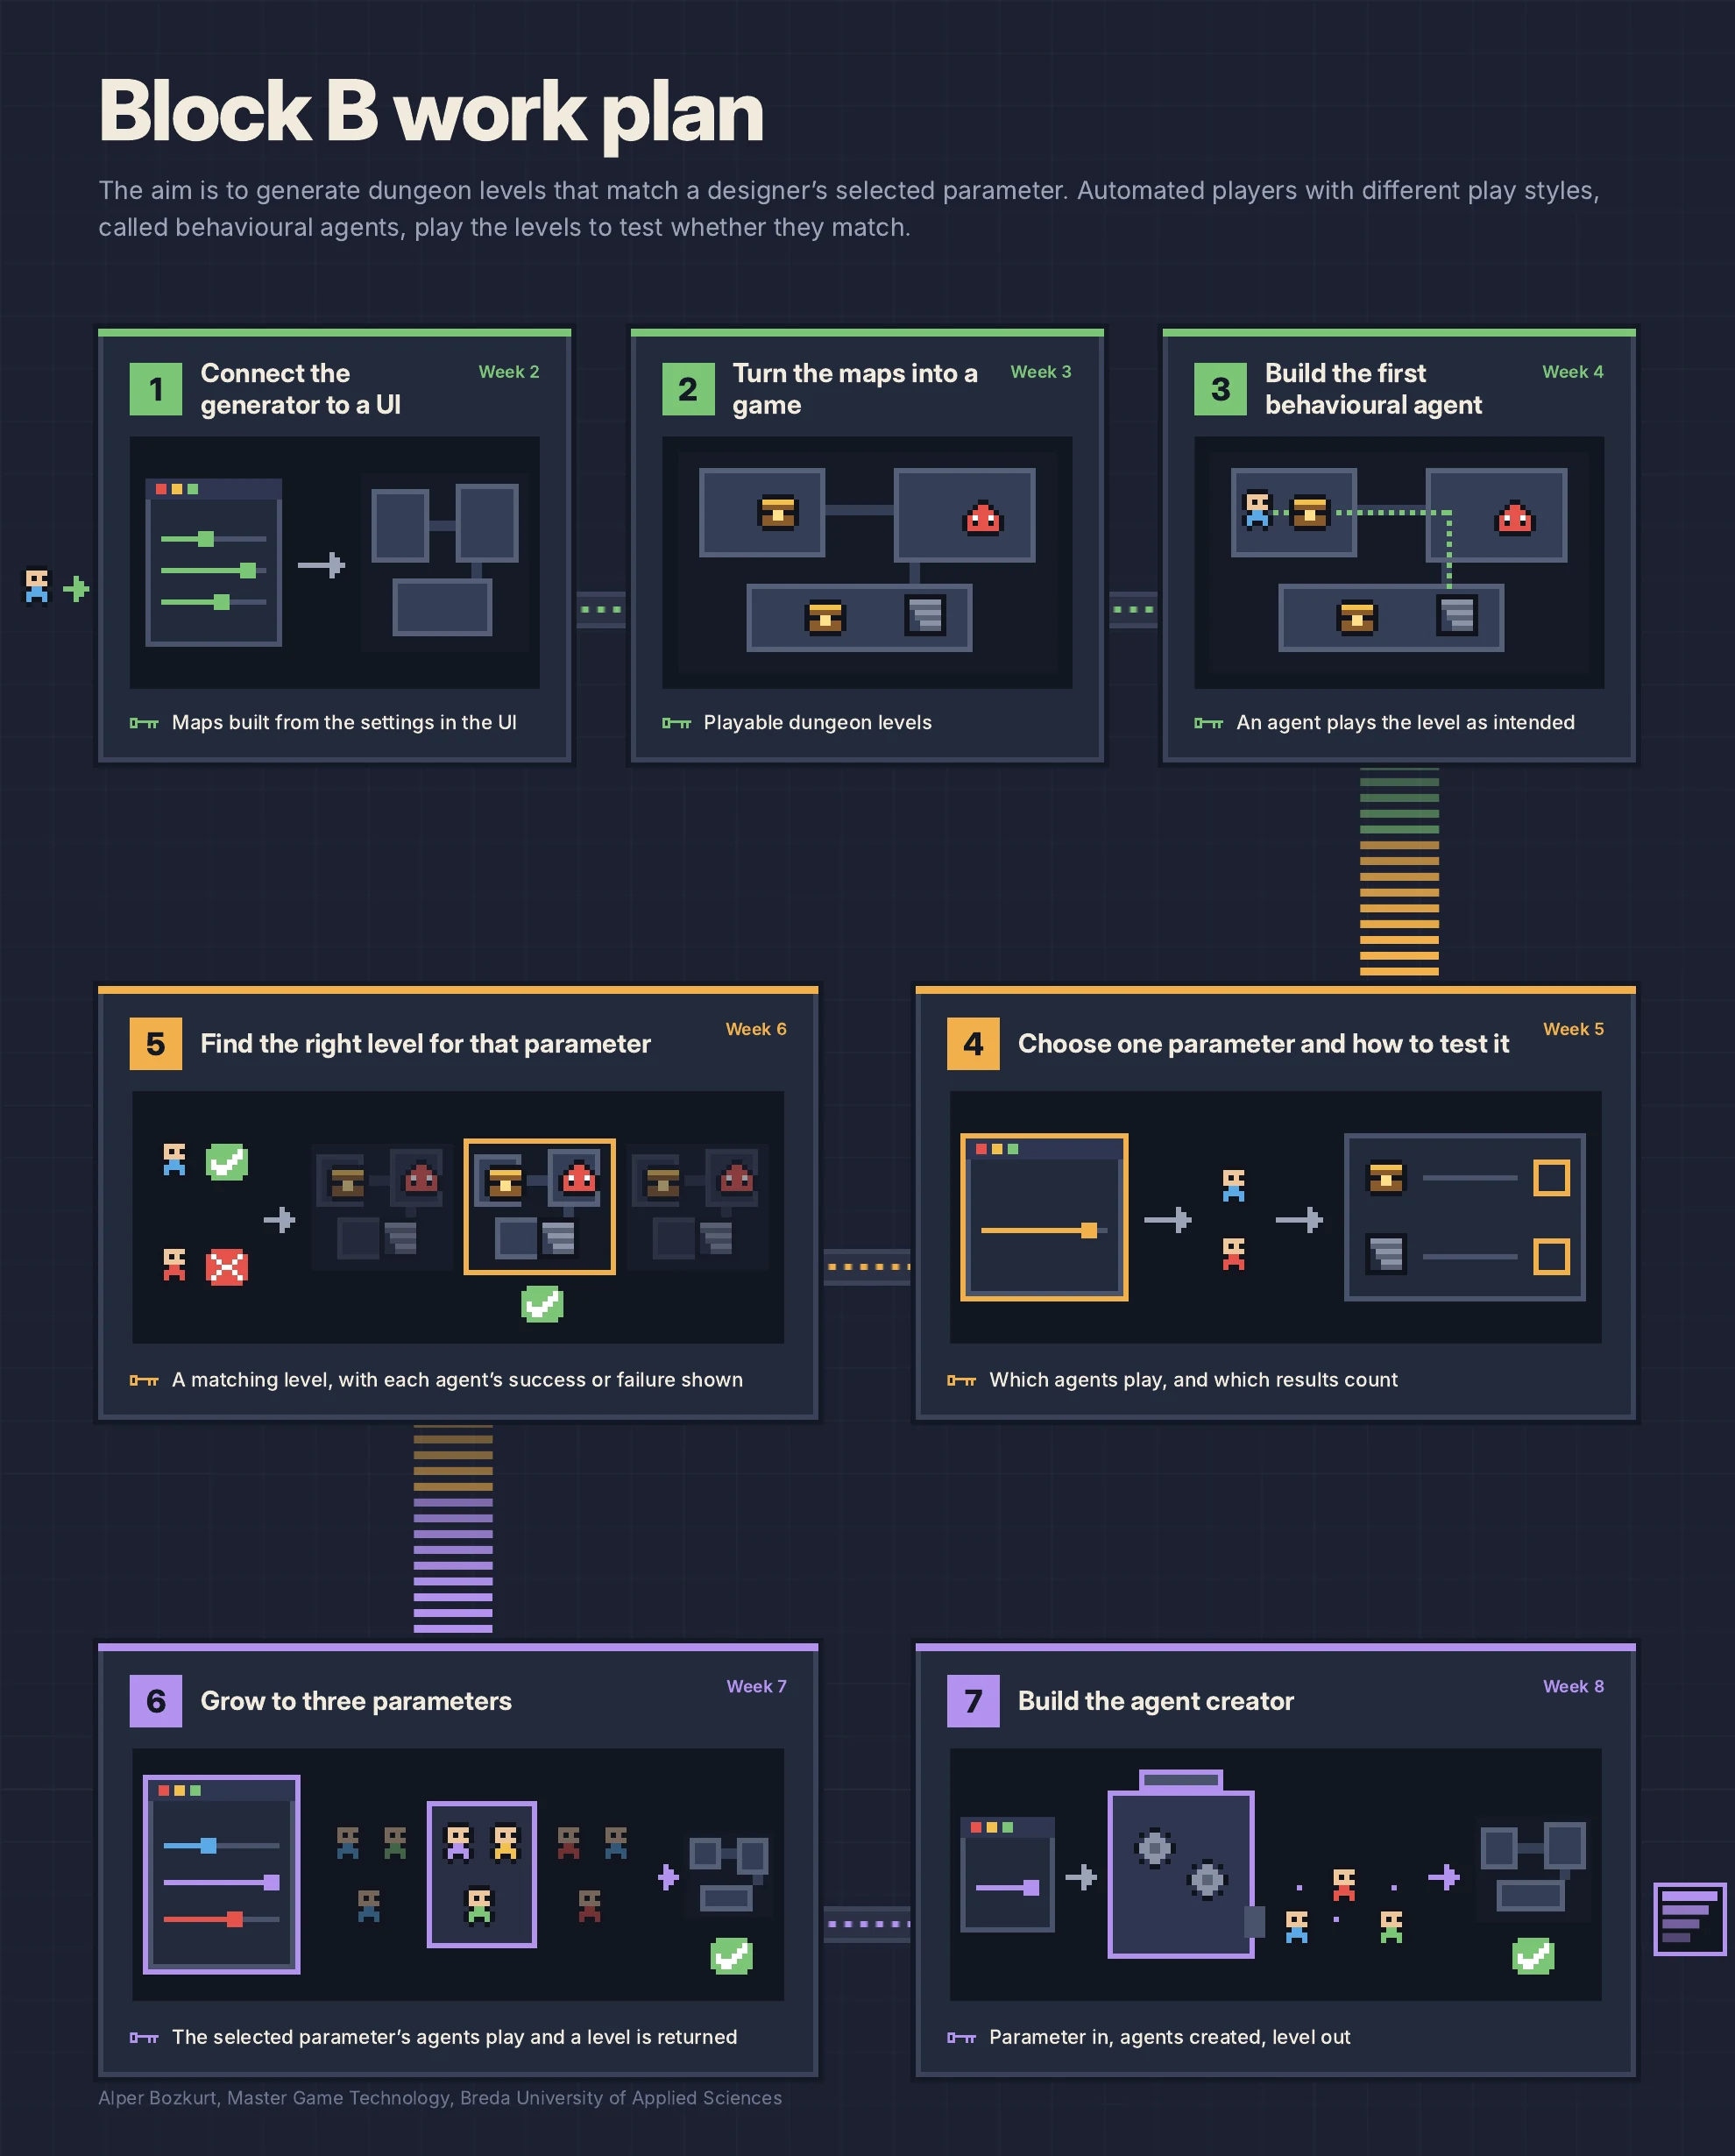 Block B work plan
The aim is to generate dungeon levels that match a designer’s selected parameter. Automated players with different play styles,
called behavioural agents, play the levels to test whether they match.
1
Connect the
generator to a UI
Week 2
Maps built from the settings in the UI
2
Turn the maps into a
game
Week 3
Playable dungeon levels
3
Build the first
behavioural agent
Week 4
An agent plays the level as intended
4
Choose one parameter and how to test it
Week 5
Which agents play, and which results count
5
Find the right level for that parameter
Week 6
A matching level, with each agent’s success or failure shown
6
Grow to three parameters
Week 7
The selected parameter’s agents play and a level is returned
7
Build the agent creator
Week 8
Parameter in, agents created, level out
Alper Bozkurt, Master Game Technology, Breda University of Applied Sciences